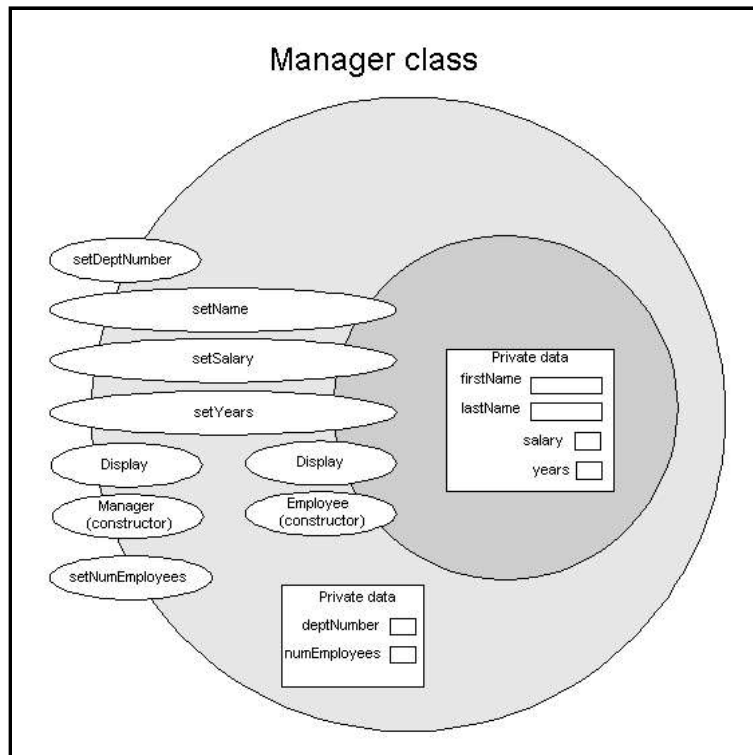 Manager class
setDeptNumber
setName
setSalary
setYears
Display
Display
Manager
(constructor)
Employee
(constructor)
setNumEmployees
Private data
firstName
lastName
salary
years
Private data
deptNumber
numEmployees